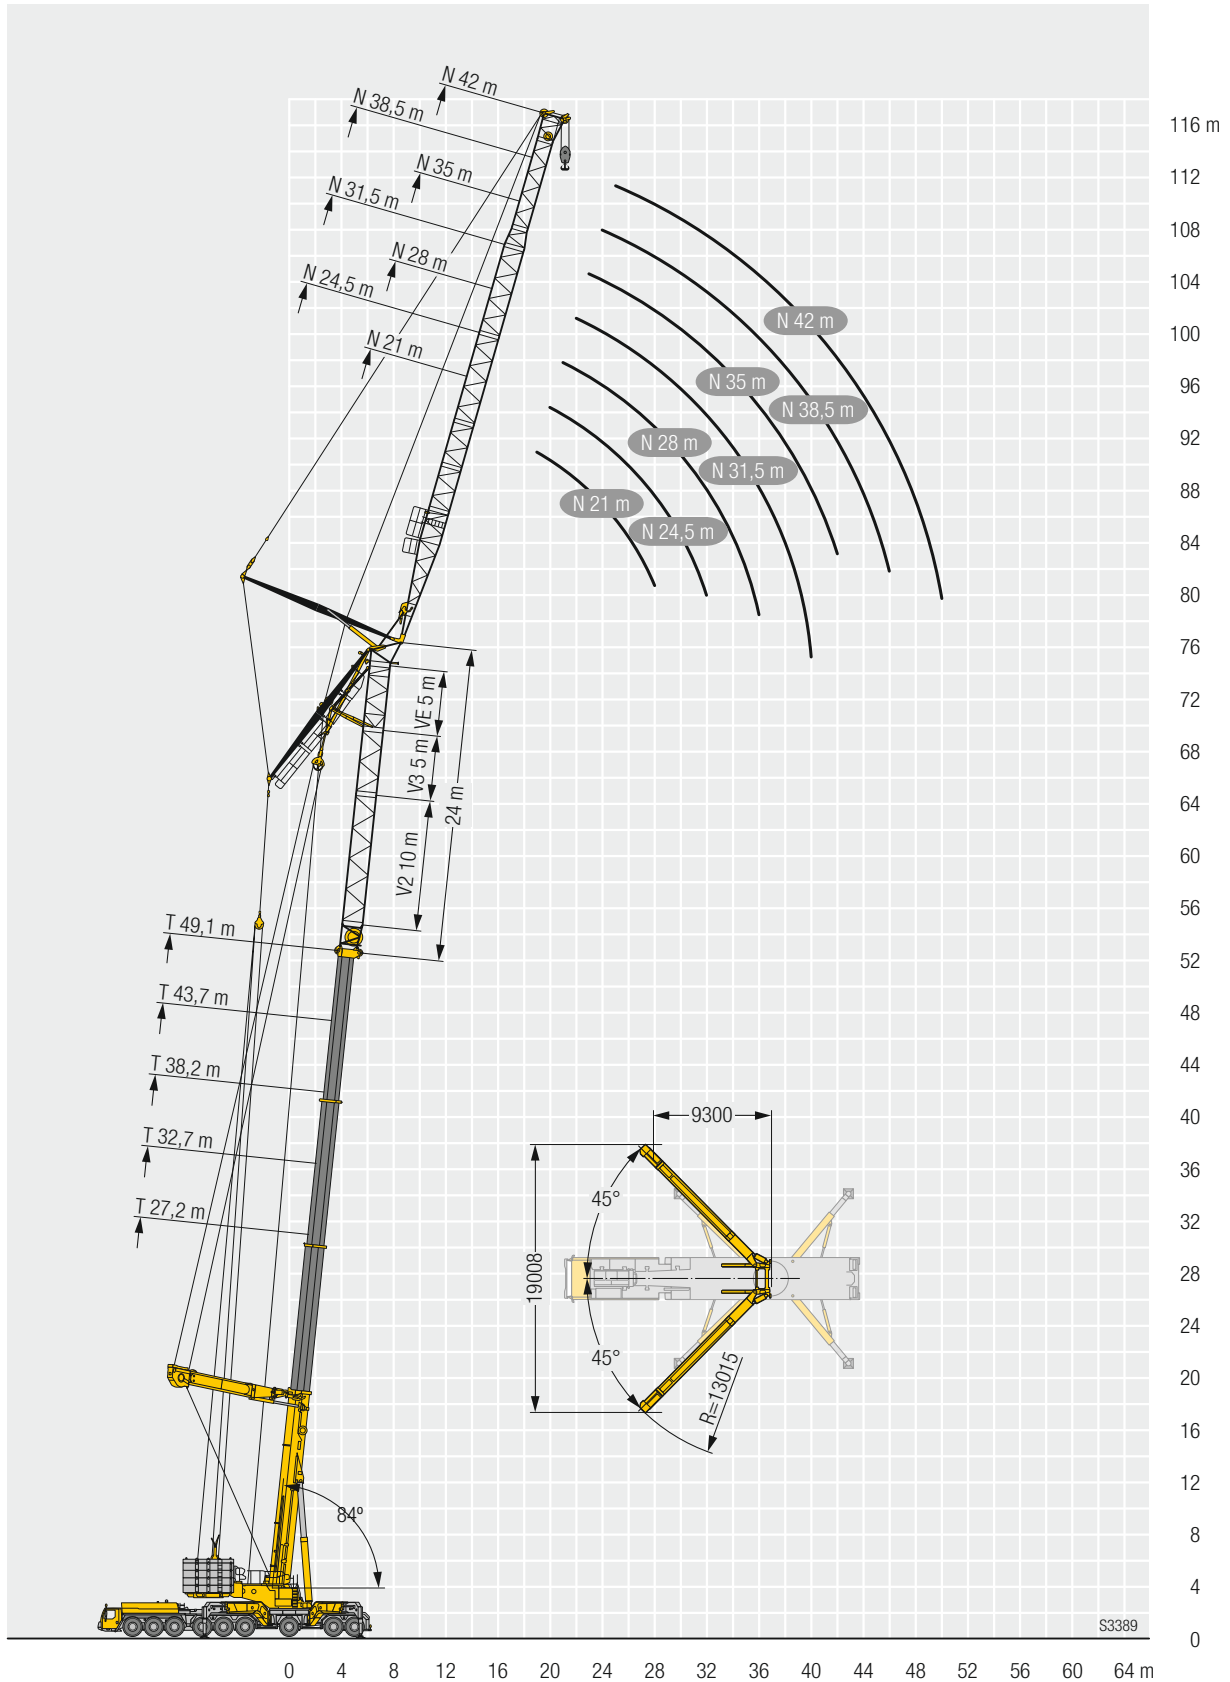 N 42 m
N 38,5 m
N 35 m
N 31,5 m
N 28 m
N 24,5 m
N 21 m
N 42 m
N 35 m
N 38,5 m
N 28 m
N 31,5 m
N 21 m
N 24,5 m
116 m
112
108
104
100
96
92
88
84
80
76
72
68
64
60
56
52
48
44
40
36
32
28
24
20
16
12
8
4
0
VE 5 m
V3 5 m
24 m
V2 10 m
T 49,1 m
T 43,7 m
T 38,2 m
T 32,7 m
T 27,2 m
84º
9300
45°
19008
45°
R=13015
S3389
0 4 8 12 16 20 24 28 32 36 40 44 48 52 56 60 64 m